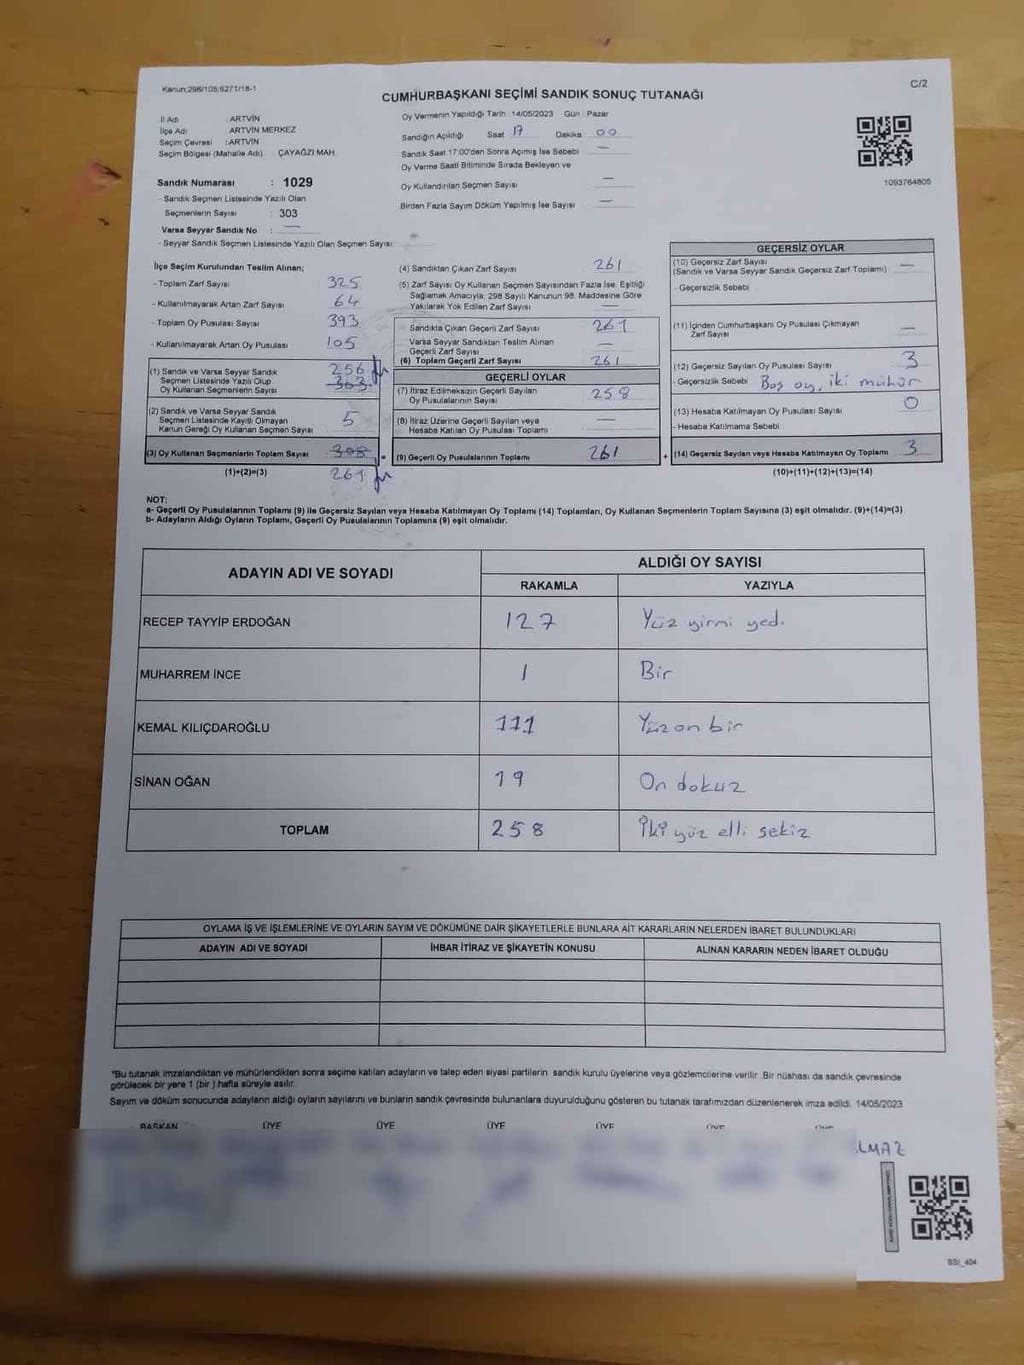 Kanun;298/105;6271/18-1
C/2
CUMHURBAŞKANI SEÇİMİ SANDIK SONUÇ TUTANAĞI
İl Adı : ARTVİN
İlçe Adı : ARTVİN MERKEZ
Seçim Çevresi : ARTVİN
Seçim Bölgesi (Mahalle Adı) : ÇAYAĞZI MAH.
Sandık Numarası : 1029
- Sandık Seçmen Listesinde Yazılı Olan
Seçmenlerin Sayısı : 303
Varsa Seyyar Sandık No : —
- Seyyar Sandık Seçmen Listesinde Yazılı Olan Seçmen Sayısı:
Oy Vermenin Yapıldığı Tarih : 14/05/2023 Gün : Pazar
Sandığın Açıldığı Saat 17 Dakika 00
Sandık Saat 17:00'den Sonra Açımış İse Sebebi —
Oy Verme Saati Bitiminde Sırada Bekleyen ve
Oy Kullandırılan Seçmen Sayısı —
Birden Fazla Sayım Döküm Yapılmış İse Sayısı —
1093764805
İlçe Seçim Kurulundan Teslim Alınan;
- Toplam Zarf Sayısı 325
- Kullanılmayarak Artan Zarf Sayısı 64
- Toplam Oy Pusulası Sayısı 393
- Kullanılmayarak Artan Oy Pusulası 105
(1) Sandık ve Varsa Seyyar Sandık 256
Seçmen Listesinde Yazılı Olup 303
Oy Kullanan Seçmenlerin Sayısı
(2) Sandık ve Varsa Seyyar Sandık
Seçmen Listesinde Kayıtlı Olmayan 5
Kanun Gereği Oy Kullanan Seçmen Sayısı
(3) Oy Kullanan Seçmenlerin Toplam Sayısı 308
(1)+(2)=(3) 261
(4) Sandıktan Çıkan Zarf Sayısı 261
(5) Zarf Sayısı Oy Kullanan Seçmen Sayısından Fazla İse, Eşitliği
Sağlamak Amacıyla; 298 Sayılı Kanunun 98. Maddesine Göre
Yakılarak Yok Edilen Zarf Sayısı —
Sandıkta Çıkan Geçerli Zarf Sayısı 261
Varsa Seyyar Sandıktan Teslim Alınan
Geçerli Zarf Sayısı —
(6) Toplam Geçerli Zarf Sayısı 261
GEÇERLİ OYLAR
(7) İtiraz Edilmeksizin Geçerli Sayılan 258
Oy Pusulalarının Sayısı
(8) İtiraz Üzerine Geçerli Sayılan veya
Hesaba Katılan Oy Pusulası Toplamı —
(9) Geçerli Oy Pusulalarının Toplamı 261
GEÇERSİZ OYLAR
(10) Geçersiz Zarf Sayısı —
(Sandık ve Varsa Seyyar Sandık Geçersiz Zarf Toplamı)
- Geçersizlik Sebebi
(11) İçinden Cumhurbaşkanı Oy Pusulası Çıkmayan
Zarf Sayısı —
(12) Geçersiz Sayılan Oy Pusulası Sayısı 3
- Geçersizlik Sebebi Boş oy, iki mühür
(13) Hesaba Katılmayan Oy Pusulası Sayısı 0
- Hesaba Katılmama Sebebi
(14) Geçersiz Sayılan veya Hesaba Katılmayan Oy Toplamı 3
(10)+(11)+(12)+(13)=(14)
NOT:
a- Geçerli Oy Pusulalarının Toplamı (9) ile Geçersiz Sayılan veya Hesaba Katılmayan Oy Toplamı (14) Toplamları, Oy Kullanan Seçmenlerin Toplam Sayısına (3) eşit olmalıdır. (9)+(14)=(3)
b- Adayların Aldığı Oyların Toplamı, Geçerli Oy Pusulalarının Toplamına (9) eşit olmalıdır.
ADAYIN ADI VE SOYADI ALDIĞI OY SAYISI
RAKAMLA YAZIYLA
RECEP TAYYİP ERDOĞAN 127 Yüz yirmi yedi
MUHARREM İNCE 1 Bir
KEMAL KILIÇDAROĞLU 111 Yüz on bir
SİNAN OĞAN 19 On dokuz
TOPLAM 258 İki yüz elli sekiz
OYLAMA İŞ VE İŞLEMLERİNE VE OYLARIN SAYIM VE DÖKÜMÜNE DAİR ŞİKAYETLERLE BUNLARA AİT KARARLARIN NELERDEN İBARET BULUNDUKLARI
ADAYIN ADI VE SOYADI İHBAR İTİRAZ VE ŞİKAYETİN KONUSU ALINAN KARARIN NEDEN İBARET OLDUĞU
*Bu tutanak imzalandıktan ve mühürlendikten sonra seçime katılan adayların ve talep eden siyasi partilerin sandık kurulu üyelerine veya gözlemcilerine verilir. Bir nüshası da sandık çevresinde
görülecek bir yere 1 (bir) hafta süreyle asılır.
Sayım ve döküm sonucunda adayların aldığı oyların sayılarını ve bunların sandık çevresinde bulunanlara duyurulduğunu gösteren bu tutanak tarafımızdan düzenlenerek imza edildi. 14/05/2023
BAŞKAN ÜYE ÜYE ÜYE ÜYE ÜYE
LMAZ
SSI_404